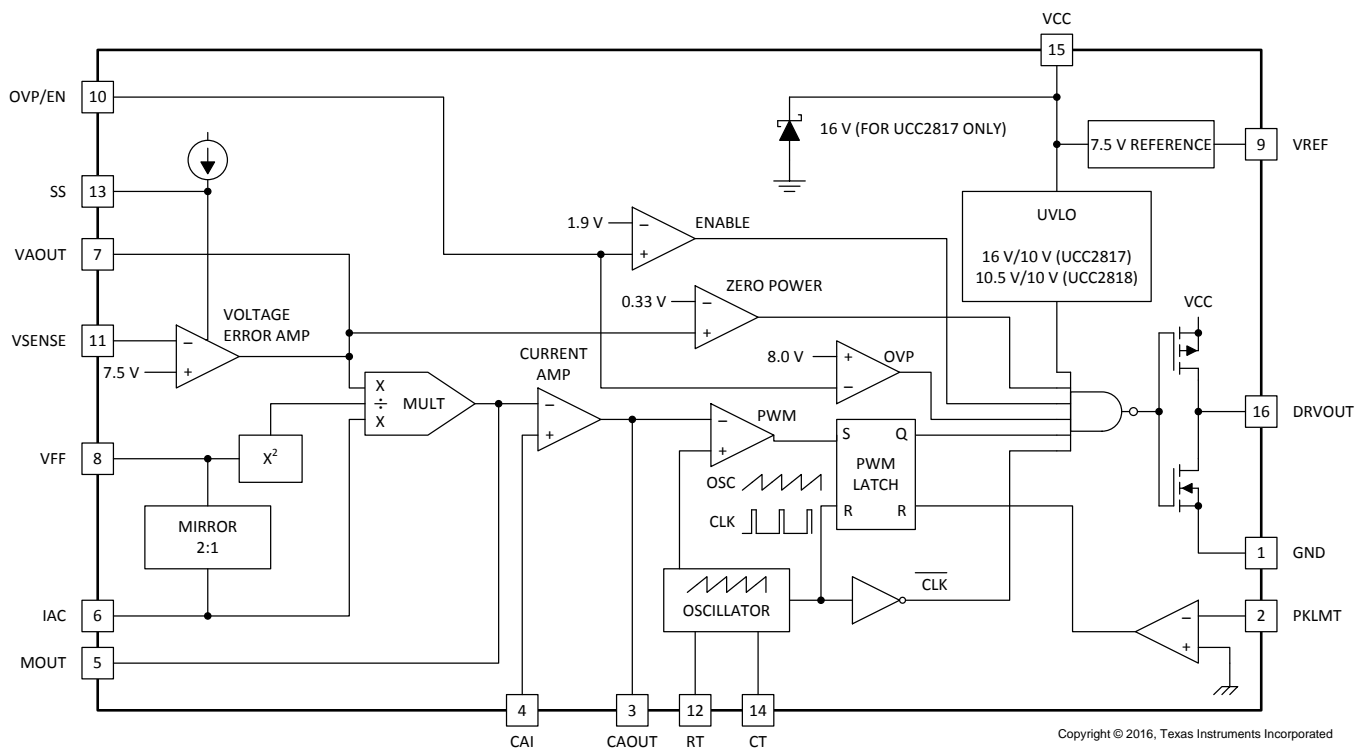 VCC
15
OVP/EN 10
16 V (FOR UCC2817 ONLY)
7.5 V REFERENCE
9 VREF
SS 13
1.9 V
−
+
ENABLE
UVLO
16 V/10 V (UCC2817)
10.5 V/10 V (UCC2818)
VAOUT 7
0.33 V
−
+
ZERO POWER
VCC
VOLTAGE
ERROR AMP
VSENSE 11
−
7.5 V
+
8.0 V
+
−
OVP
CURRENT
AMP
X
÷
X
MULT
−
+
−
+
PWM
16 DRVOUT
S Q
PWM
LATCH
R R
VFF 8
X2
OSC
CLK
MIRROR
2:1
1 GND
CLK
OSCILLATOR
IAC 6
−
+
2 PKLMT
MOUT 5
4
CAI
3
CAOUT
12
RT
14
CT
Copyright © 2016, Texas Instruments Incorporated